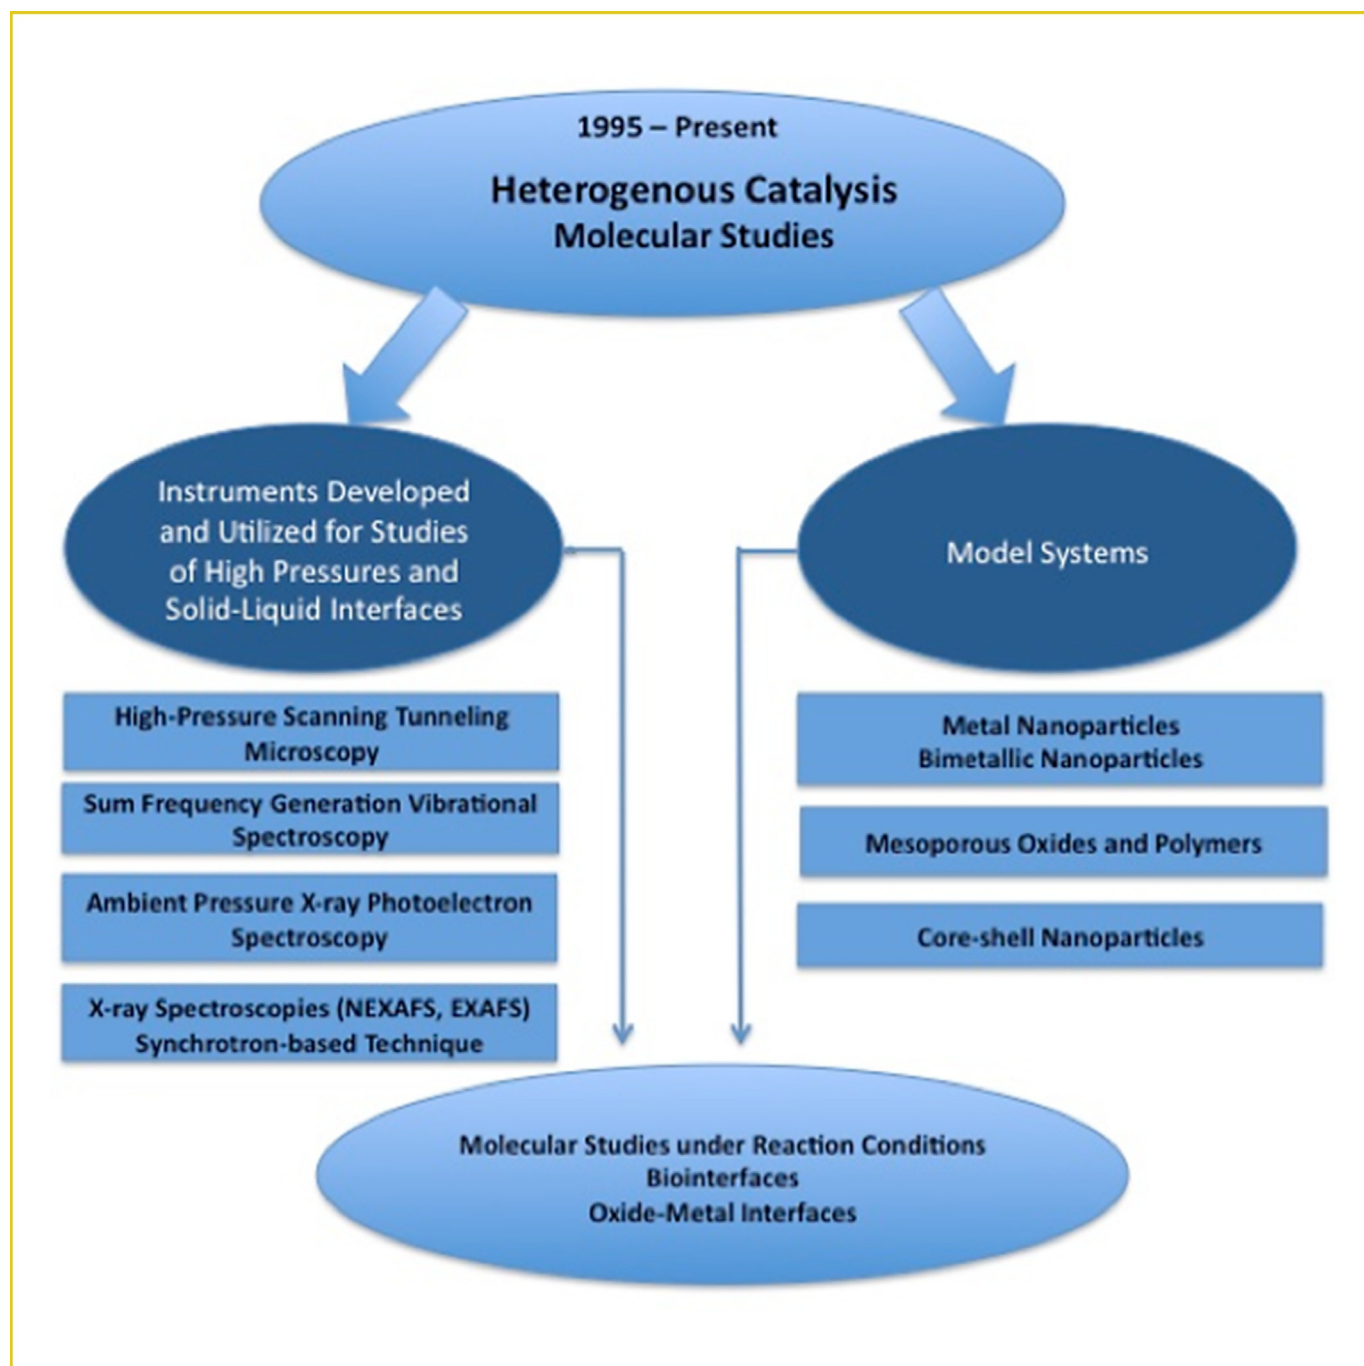 1995 – Present
Heterogenous Catalysis
Molecular Studies
Instruments Developed
and Utilized for Studies
of High Pressures and
Solid-Liquid Interfaces
High-Pressure Scanning Tunneling
Microscopy
Sum Frequency Generation Vibrational
Spectroscopy
Ambient Pressure X-ray Photoelectron
Spectroscopy
X-ray Spectroscopies (NEXAFS, EXAFS)
Synchrotron-based Technique
Model Systems
Metal Nanoparticles
Bimetallic Nanoparticles
Mesoporous Oxides and Polymers
Core-shell Nanoparticles
Molecular Studies under Reaction Conditions
Biointerfaces
Oxide-Metal Interfaces